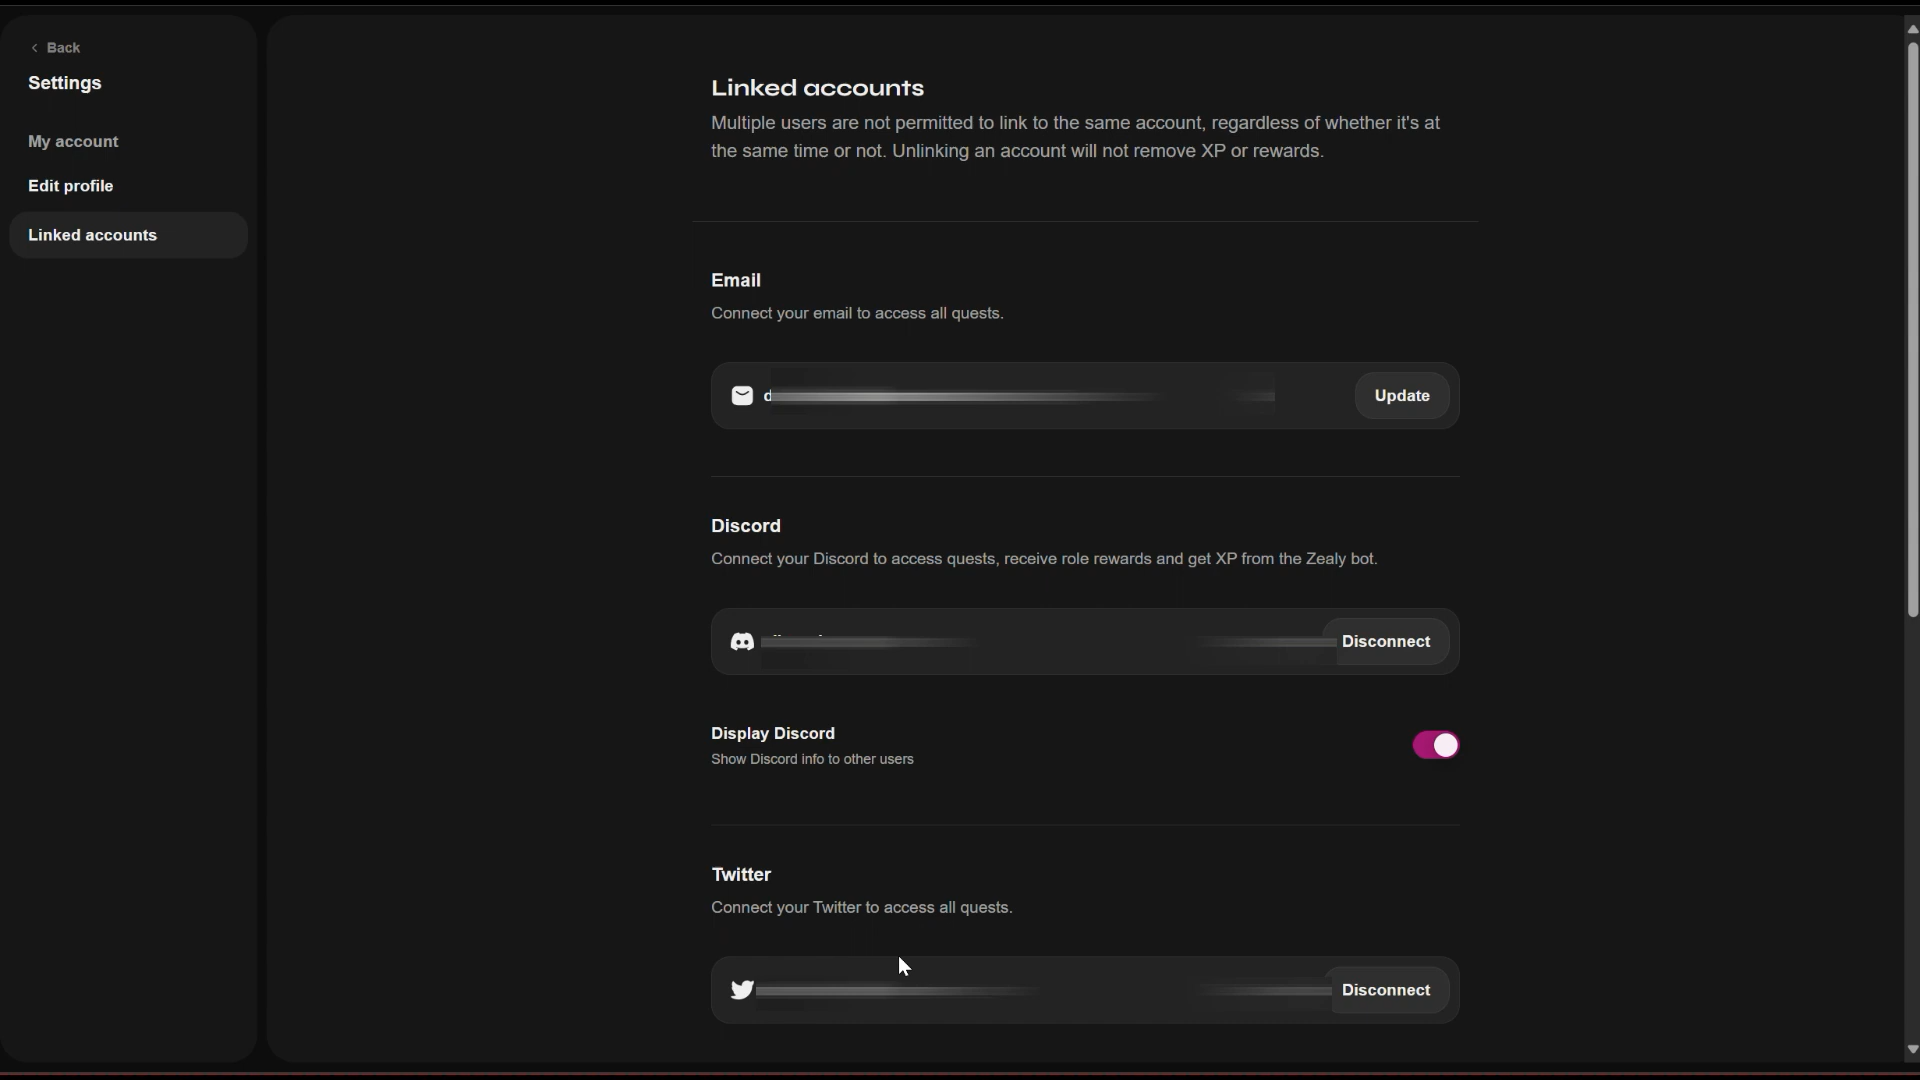 Back
Settings
My account
Edit profile
Linked accounts
Linked accounts
Multiple users are not permitted to link to the same account, regardless of whether it's at
the same time or not. Unlinking an account will not remove XP or rewards.
Email
Connect your email to access all quests.
Update
Discord
Connect your Discord to access quests, receive role rewards and get XP from the Zealy bot.
Disconnect
Display Discord
Show Discord info to other users
Twitter
Connect your Twitter to access all quests.
Disconnect